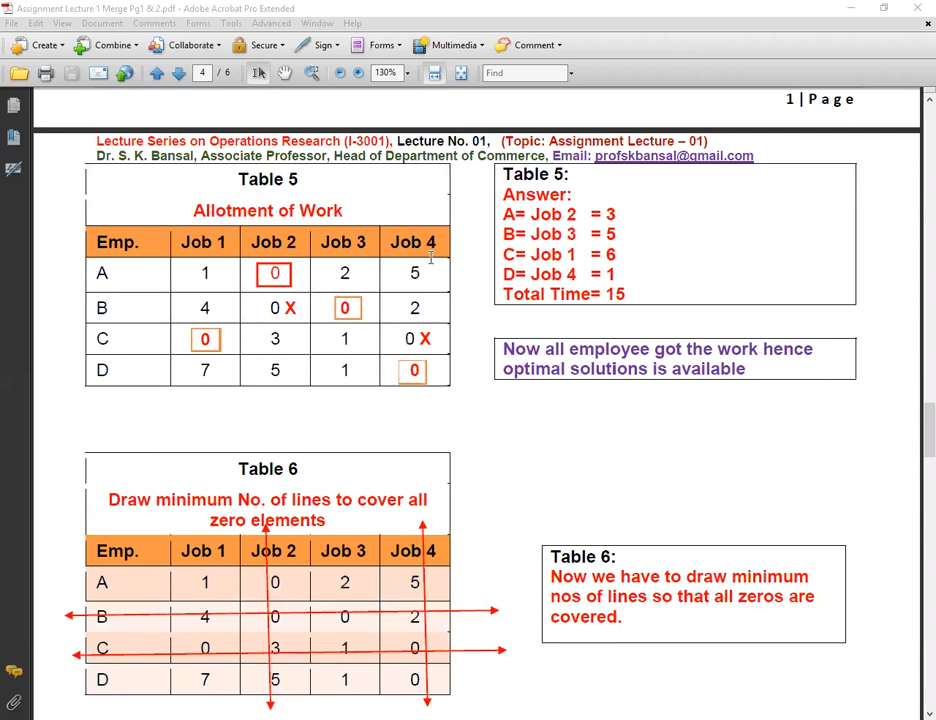 Assignment Lecture 1 Merge Pg1 & 2.pdf - Adobe Acrobat Pro Extended
File Edit View Document Comments Forms Tools Advanced Window Help
Create Combine Collaborate Secure Sign Forms Multimedia Comment
4 / 6 130% Find
1 | P a g e
Lecture Series on Operations Research (I-3001), Lecture No. 01, (Topic: Assignment Lecture – 01)
Dr. S. K. Bansal, Associate Professor, Head of Department of Commerce, Email: profskbansal@gmail.com
Table 5
Allotment of Work
Emp. Job 1 Job 2 Job 3 Job 4
A 1 0 2 5
B 4 0 X 0 2
C 0 3 1 0 X
D 7 5 1 0
Table 5:
Answer:
A= Job 2 = 3
B= Job 3 = 5
C= Job 1 = 6
D= Job 4 = 1
Total Time= 15
Now all employee got the work hence
optimal solutions is available
Table 6
Draw minimum No. of lines to cover all
zero elements
Emp. Job 1 Job 2 Job 3 Job 4
A 1 0 2 5
B 4 0 0 2
C 0 3 1 0
D 7 5 1 0
Table 6:
Now we have to draw minimum
nos of lines so that all zeros are
covered.